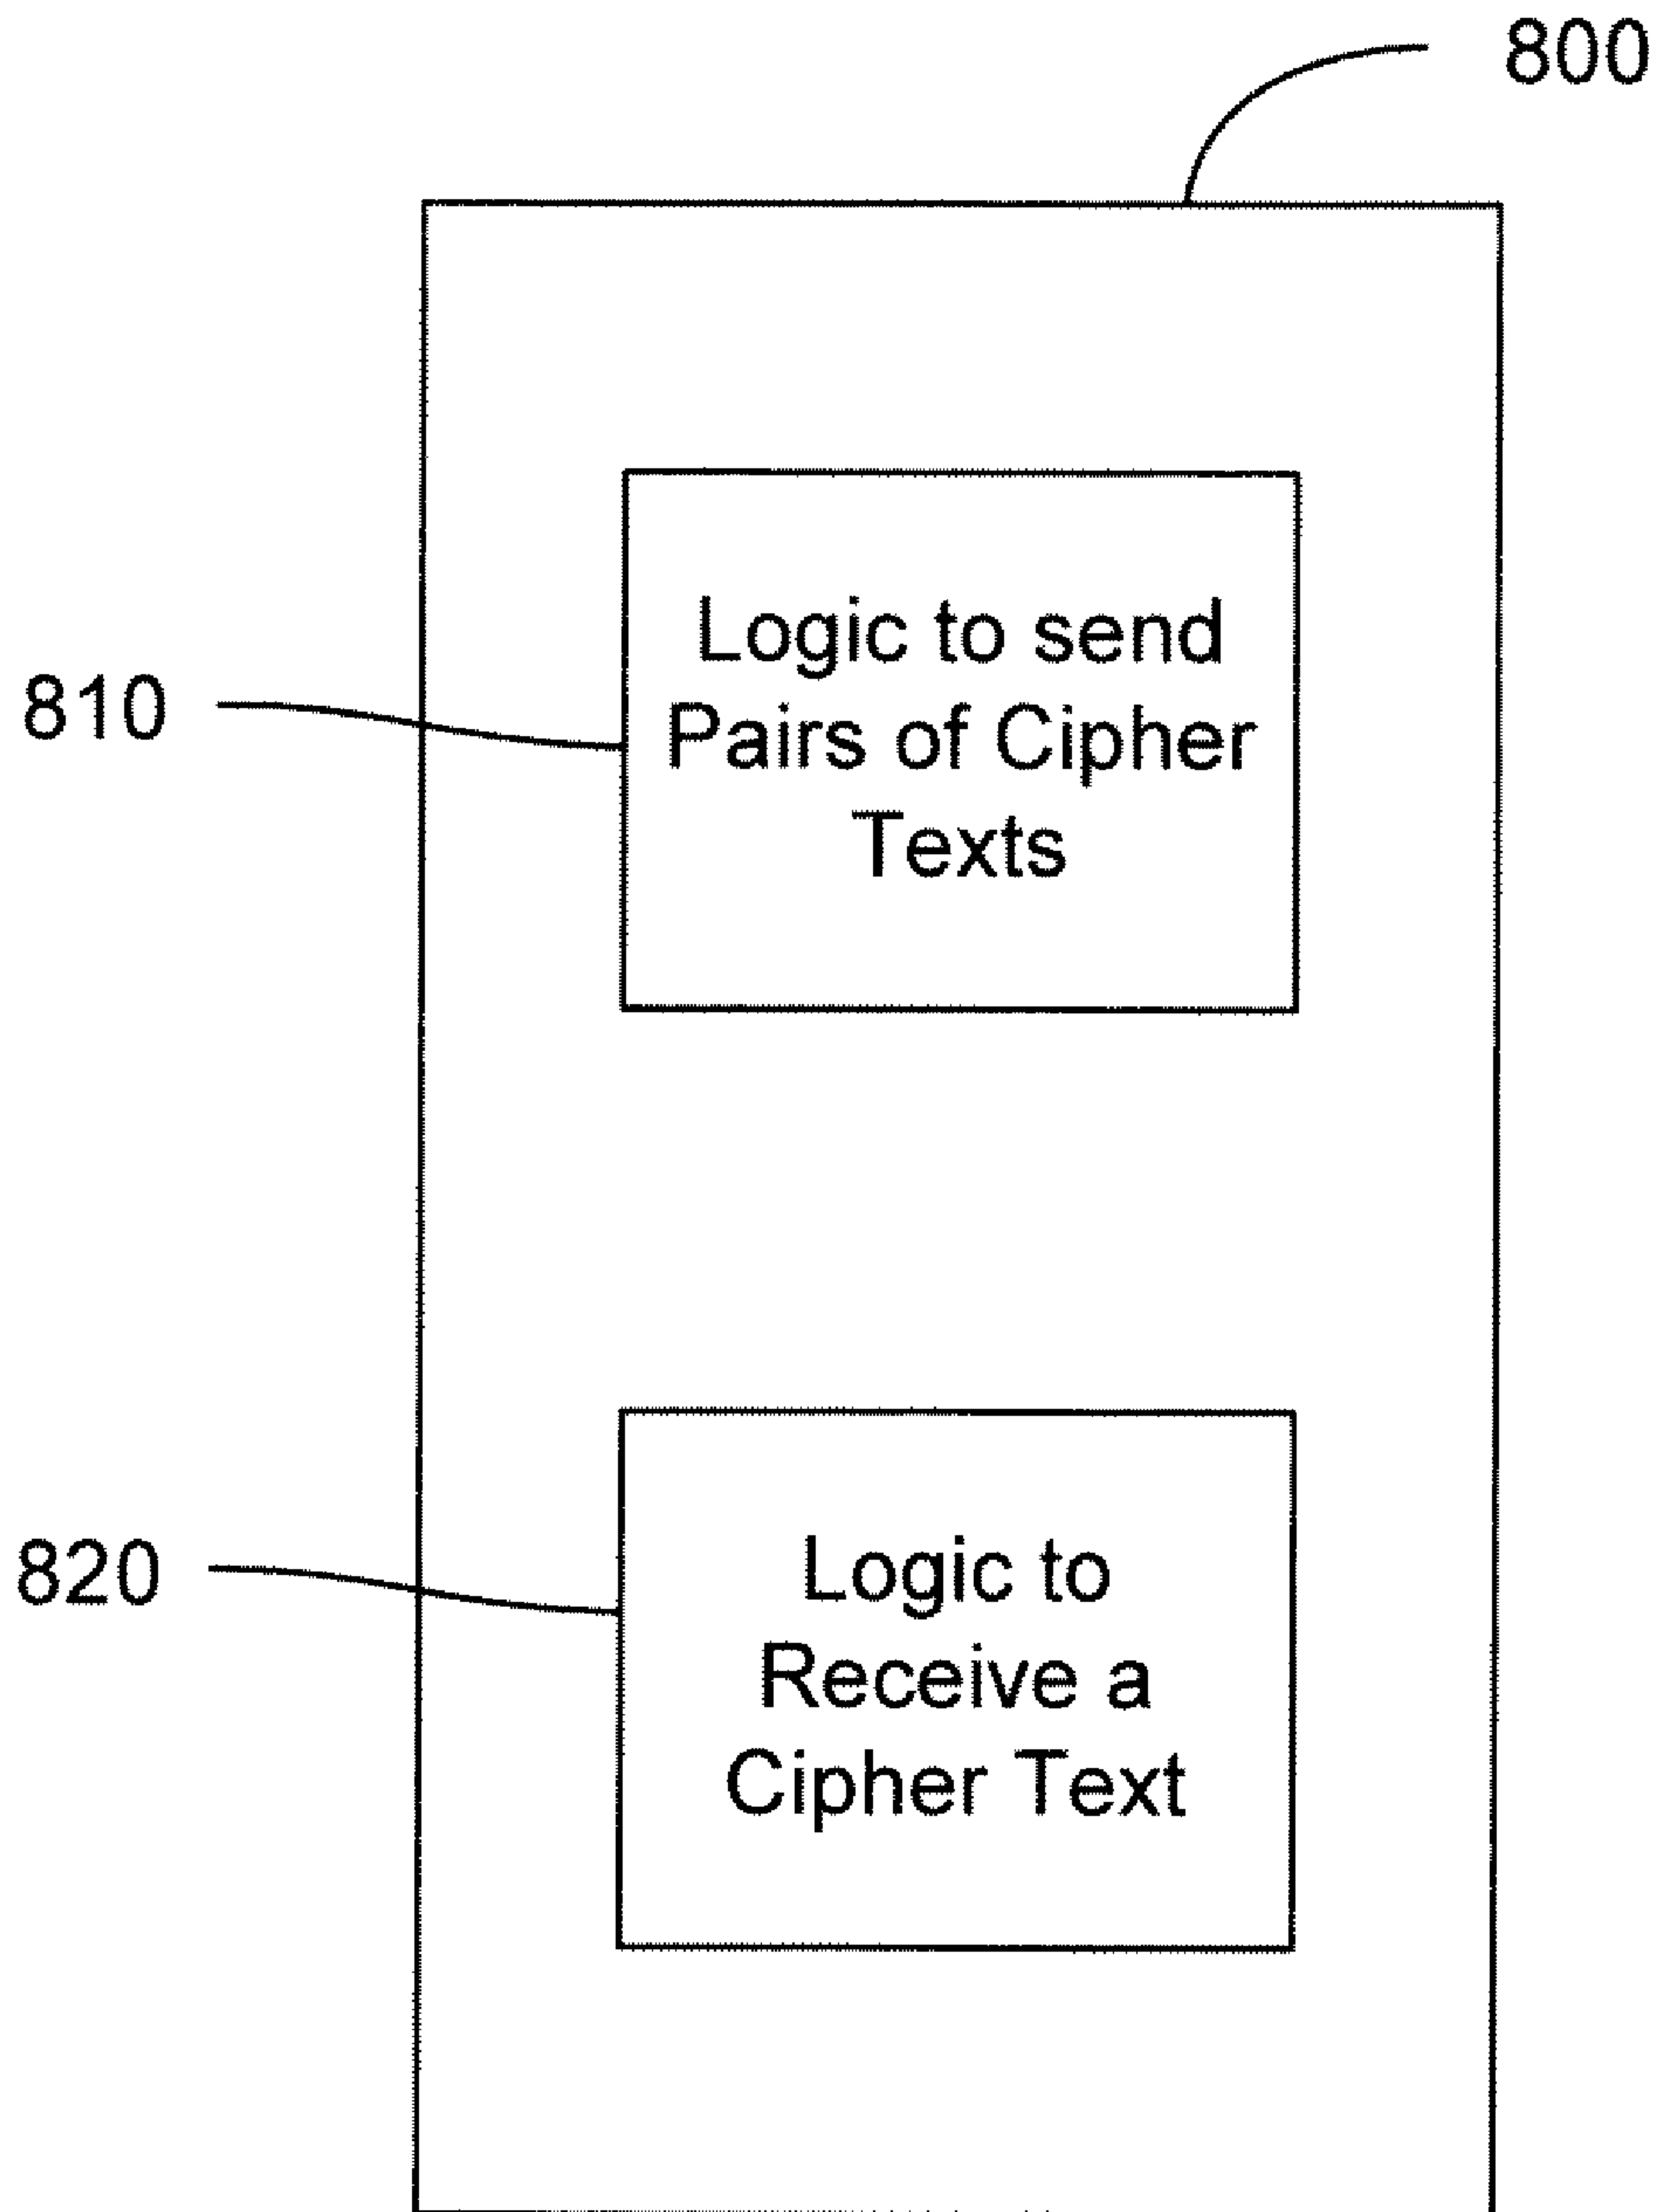 800
810
Logic to send
Pairs of Cipher
Texts
820
Logic to
Receive a
Cipher Text